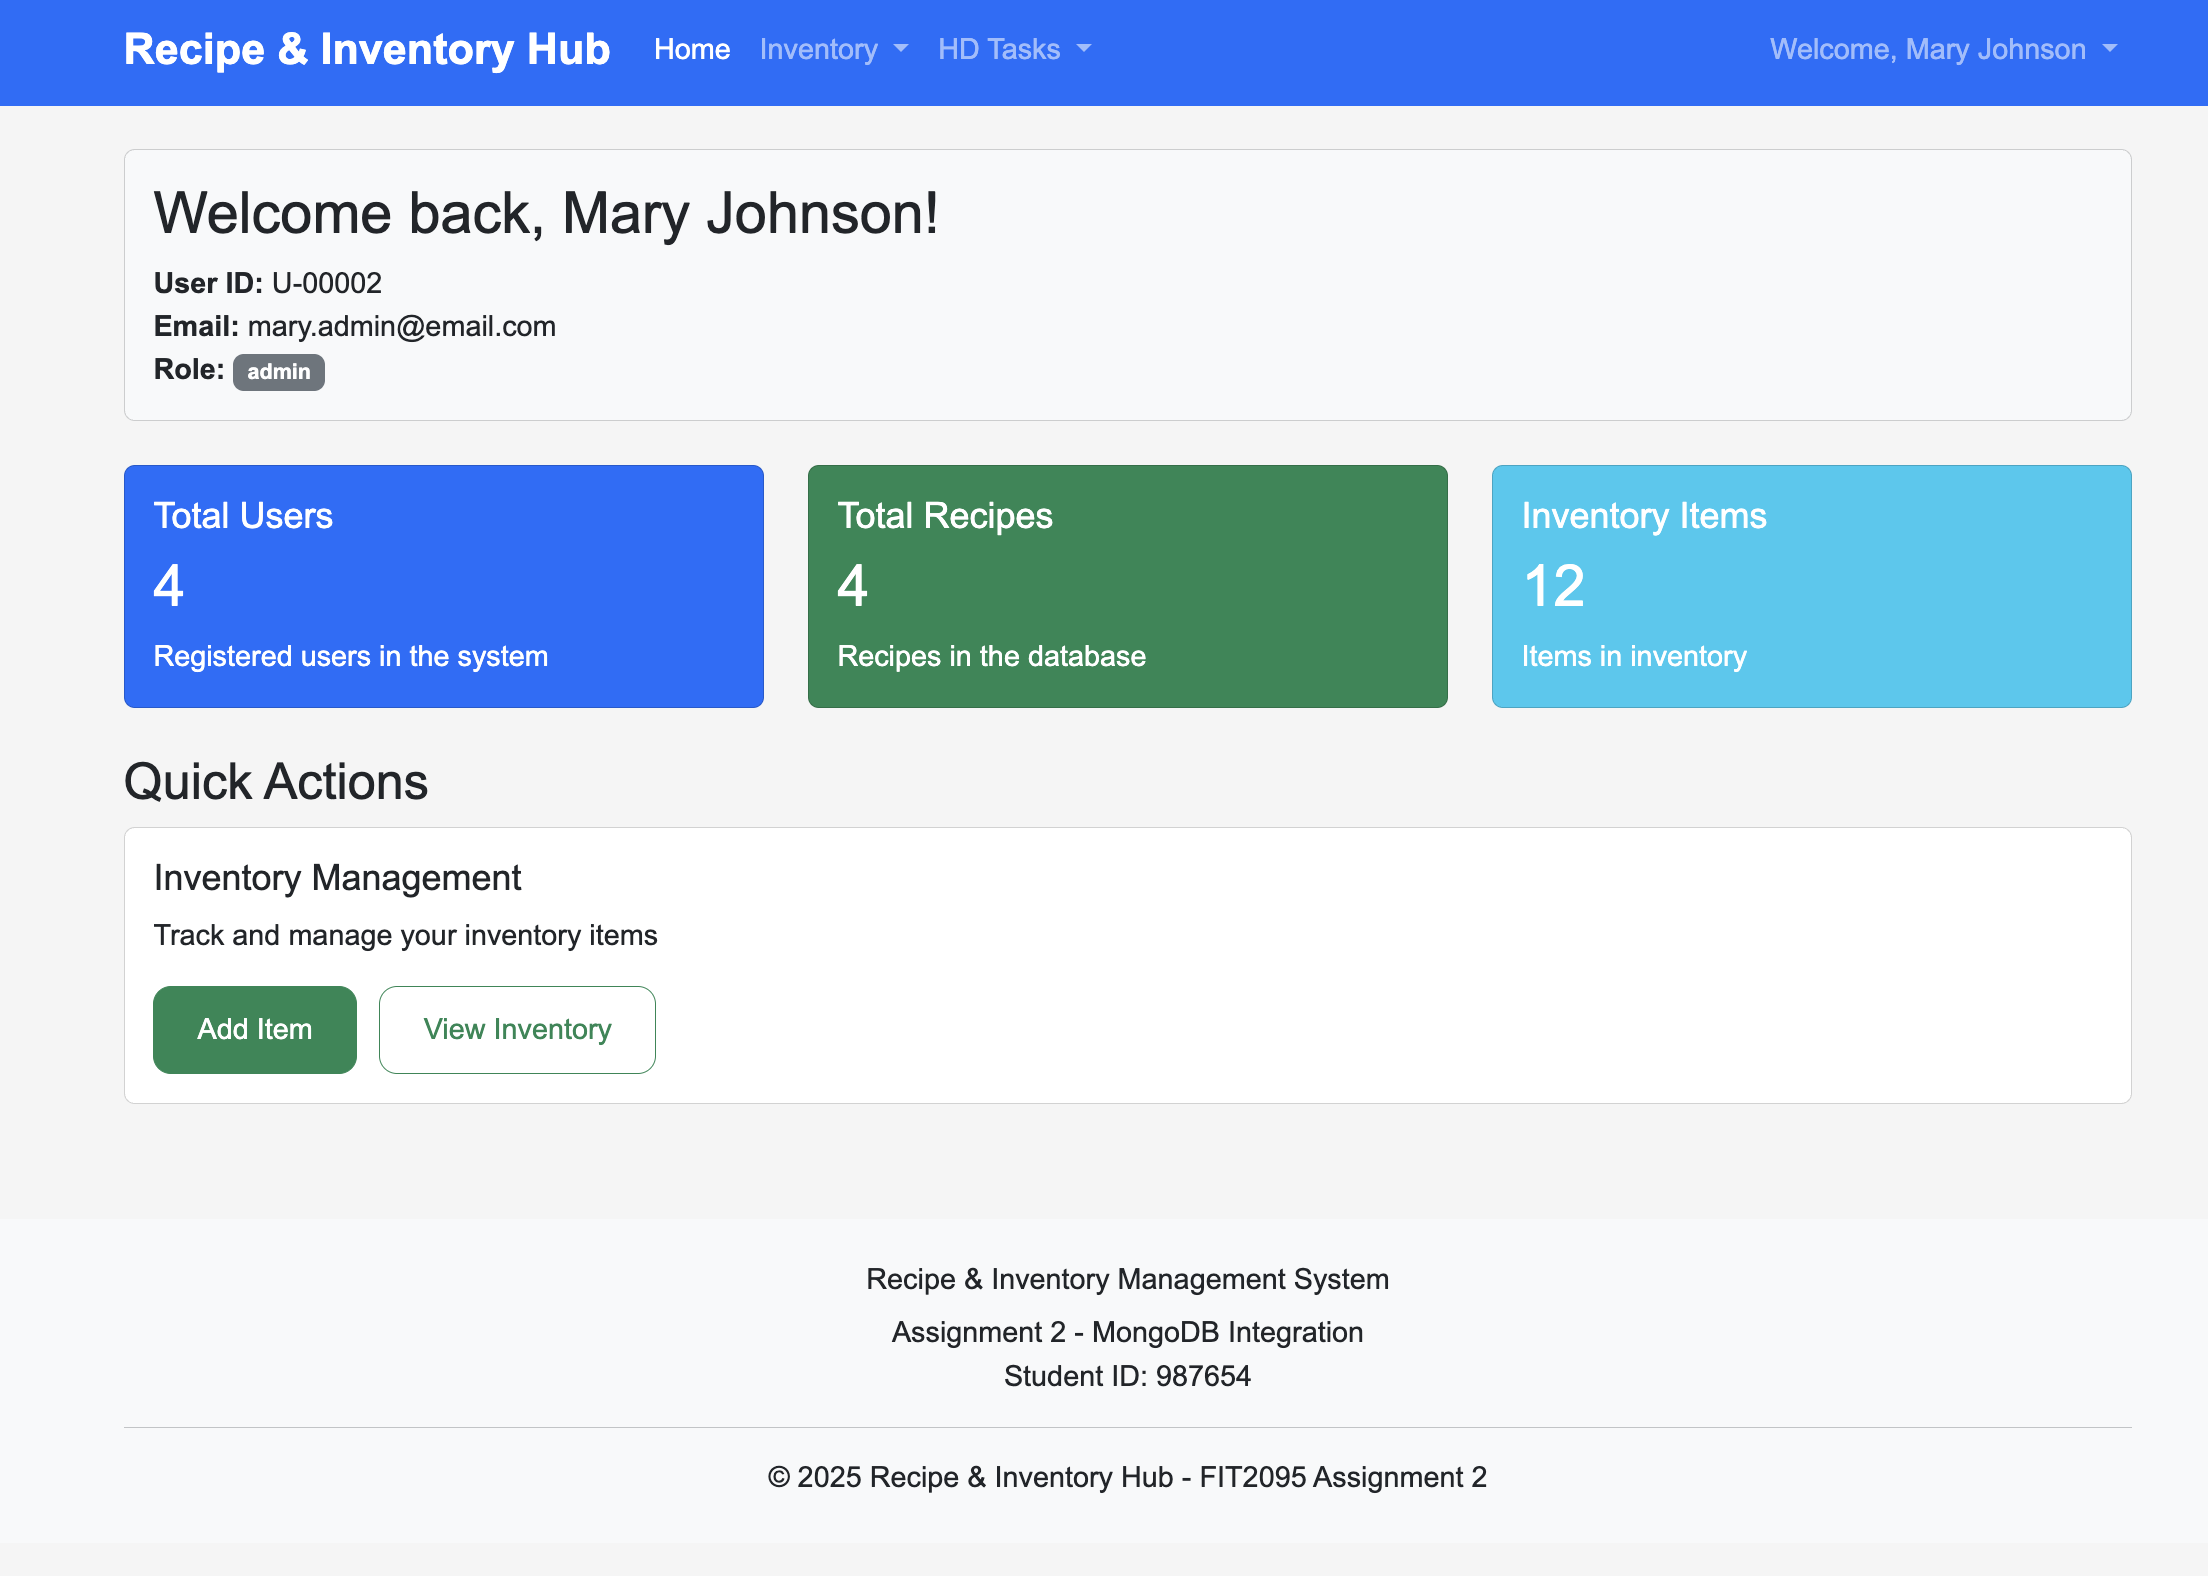 Recipe & Inventory Hub Home Inventory HD Tasks Welcome, Mary Johnson
Welcome back, Mary Johnson!
User ID: U-00002
Email: mary.admin@email.com
Role: admin
Total Users
4
Registered users in the system
Total Recipes
4
Recipes in the database
Inventory Items
12
Items in inventory
Quick Actions
Inventory Management
Track and manage your inventory items
Add Item View Inventory
Recipe & Inventory Management System
Assignment 2 - MongoDB Integration
Student ID: 987654
© 2025 Recipe & Inventory Hub - FIT2095 Assignment 2